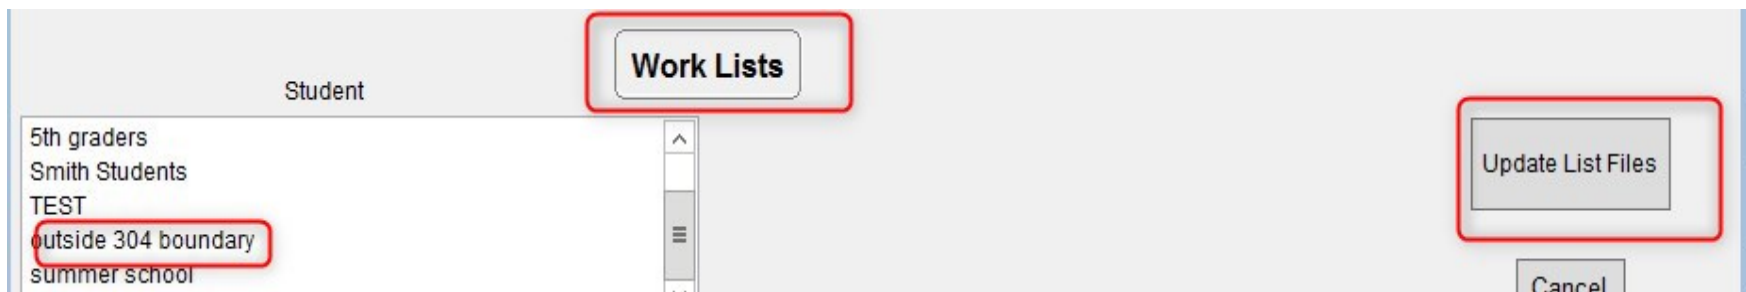 Work Lists
Student
5th graders
Smith Students
TEST
outside 304 boundary
summer school
Update List Files
Cancel